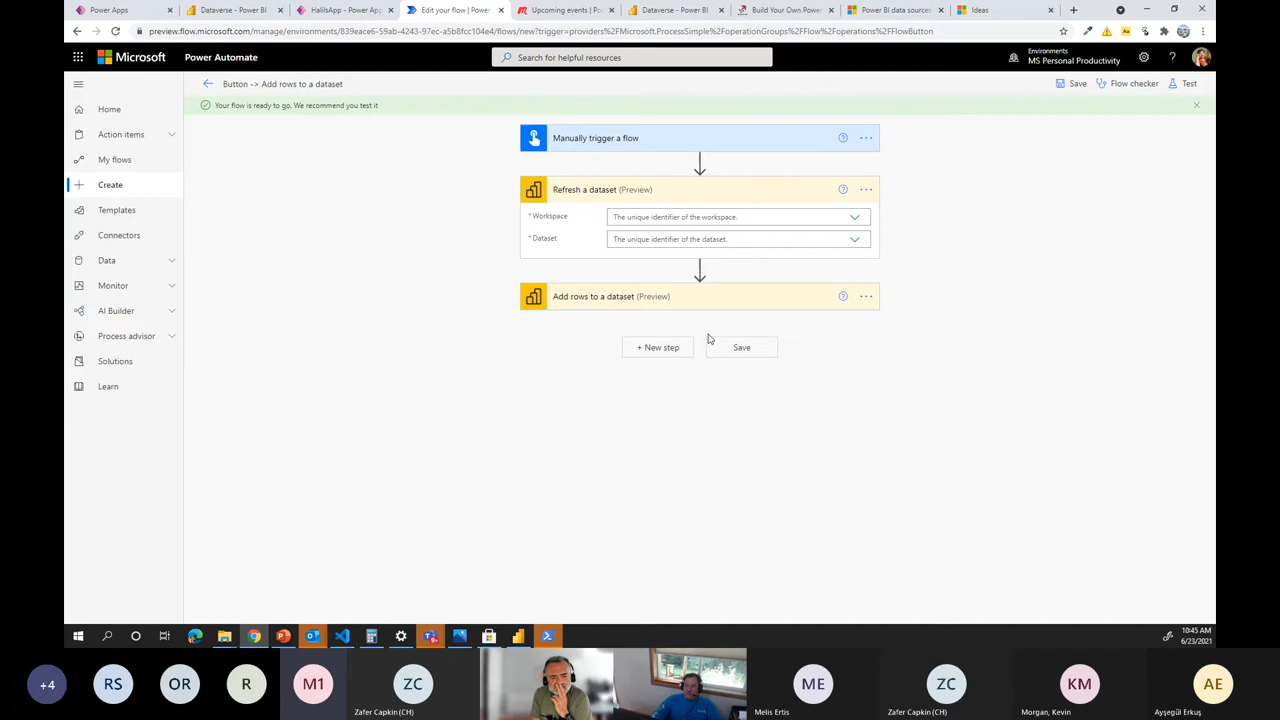 Power Apps
Dataverse - Power BI
HalilsApp - Power App
Edit your flow | Power
Upcoming events | Po
Dataverse - Power BI
Build Your Own Power
Power BI data sources
Ideas
preview.flow.microsoft.com/manage/environments/839eace6-59ab-4243-97ec-a5b8fcc104e4/flows/new?trigger=providers%2FMicrosoft.ProcessSimple%2FoperationGroups%2FFlow%2Foperations%2FFlowButton
Microsoft
Power Automate
Search for helpful resources
Environments
MS Personal Productivity
Button -> Add rows to a dataset
Save
Flow checker
Test
Your flow is ready to go. We recommend you test it
Home
Action items
My flows
Create
Templates
Connectors
Data
Monitor
AI Builder
Process advisor
Solutions
Learn
Manually trigger a flow
Refresh a dataset (Preview)
* Workspace
The unique identifier of the workspace.
* Dataset
The unique identifier of the dataset.
Add rows to a dataset (Preview)
+ New step
Save
10:45 AM
6/23/2021
+4
RS
OR
R
M1
ZC
Zafer Capkin (CH)
ME
Melis Ertis
ZC
Zafer Capkin (CH)
KM
Morgan, Kevin
AE
Ayşegül Erkuş